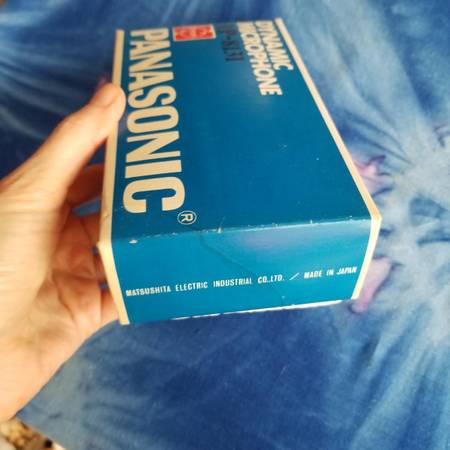 DYNAMIC
MICROPHONE
PANASONIC®
MATSUSHITA ELECTRIC INDUSTRIAL CO.,LTD. / MADE IN JAPAN